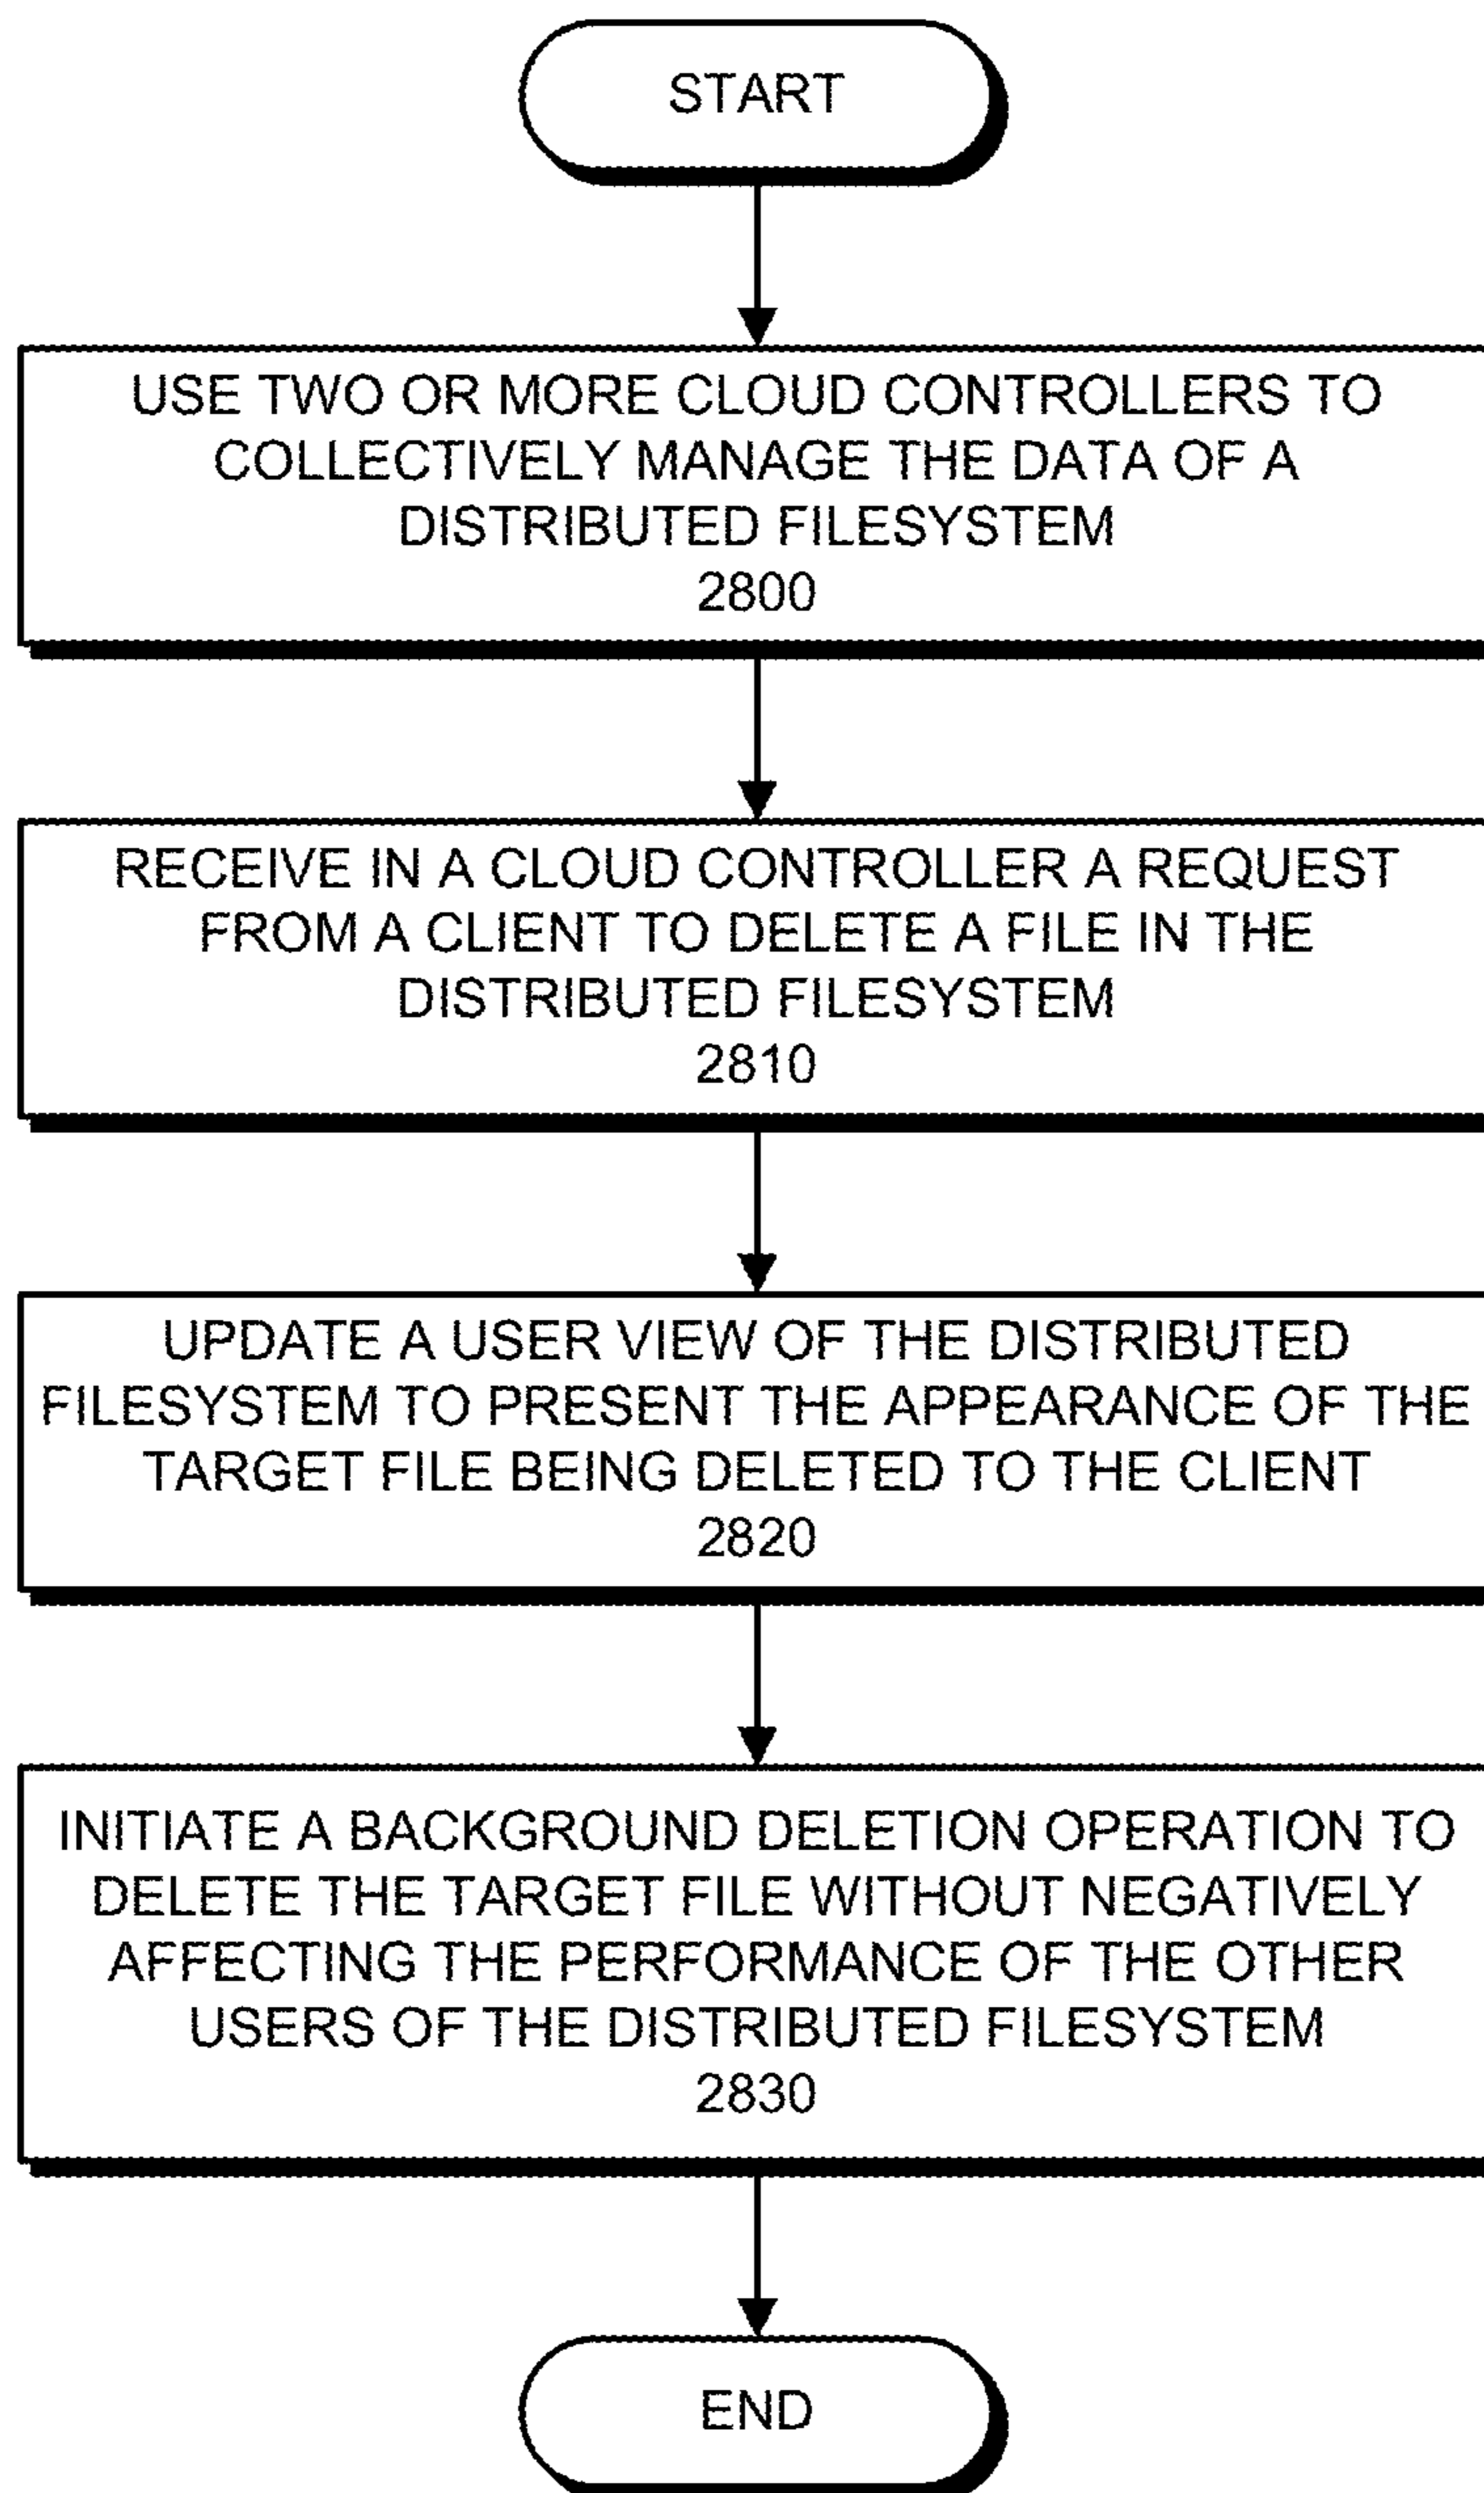 START
USE TWO OR MORE CLOUD CONTROLLERS TO
COLLECTIVELY MANAGE THE DATA OF A
DISTRIBUTED FILESYSTEM
2800
RECEIVE IN A CLOUD CONTROLLER A REQUEST
FROM A CLIENT TO DELETE A FILE IN THE
DISTRIBUTED FILESYSTEM
2810
UPDATE A USER VIEW OF THE DISTRIBUTED
FILESYSTEM TO PRESENT THE APPEARANCE OF THE
TARGET FILE BEING DELETED TO THE CLIENT
2820
INITIATE A BACKGROUND DELETION OPERATION TO
DELETE THE TARGET FILE WITHOUT NEGATIVELY
AFFECTING THE PERFORMANCE OF THE OTHER
USERS OF THE DISTRIBUTED FILESYSTEM
2830
END